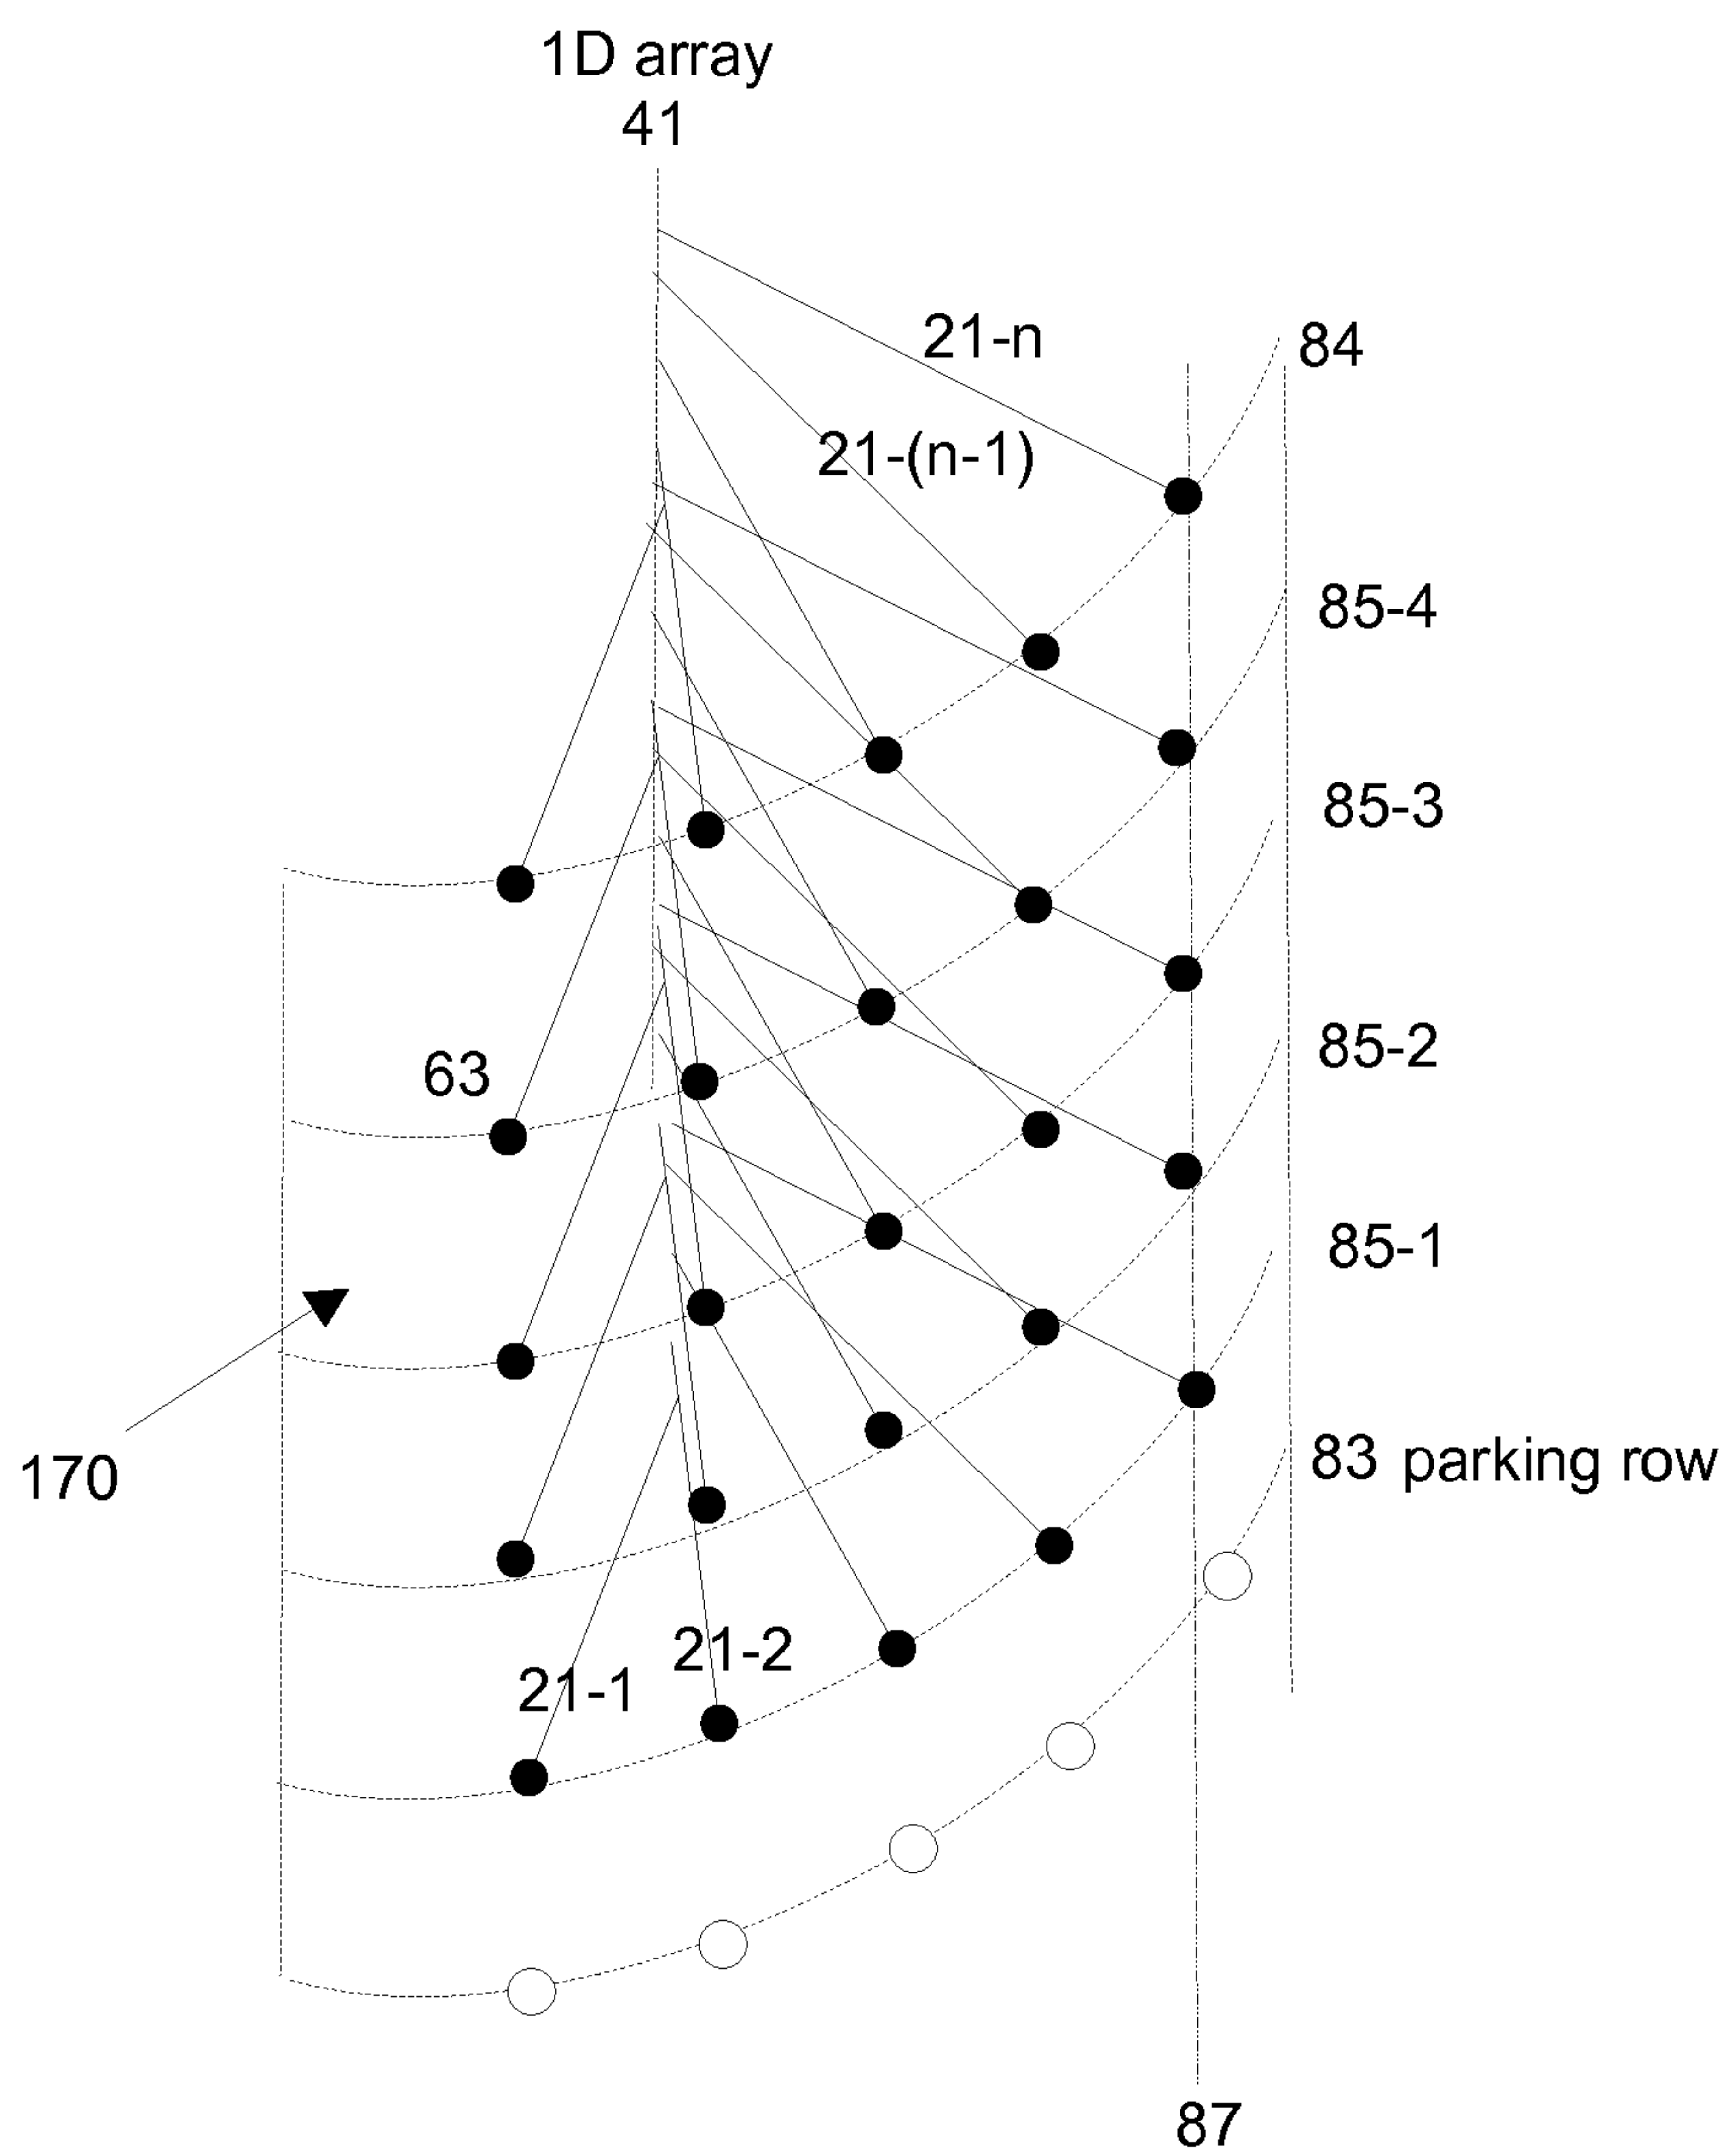 1D array
41
21-n
84
21-(n-1)
85-4
85-3
63
85-2
85-1
83 parking row
170
21-2
21-1
87